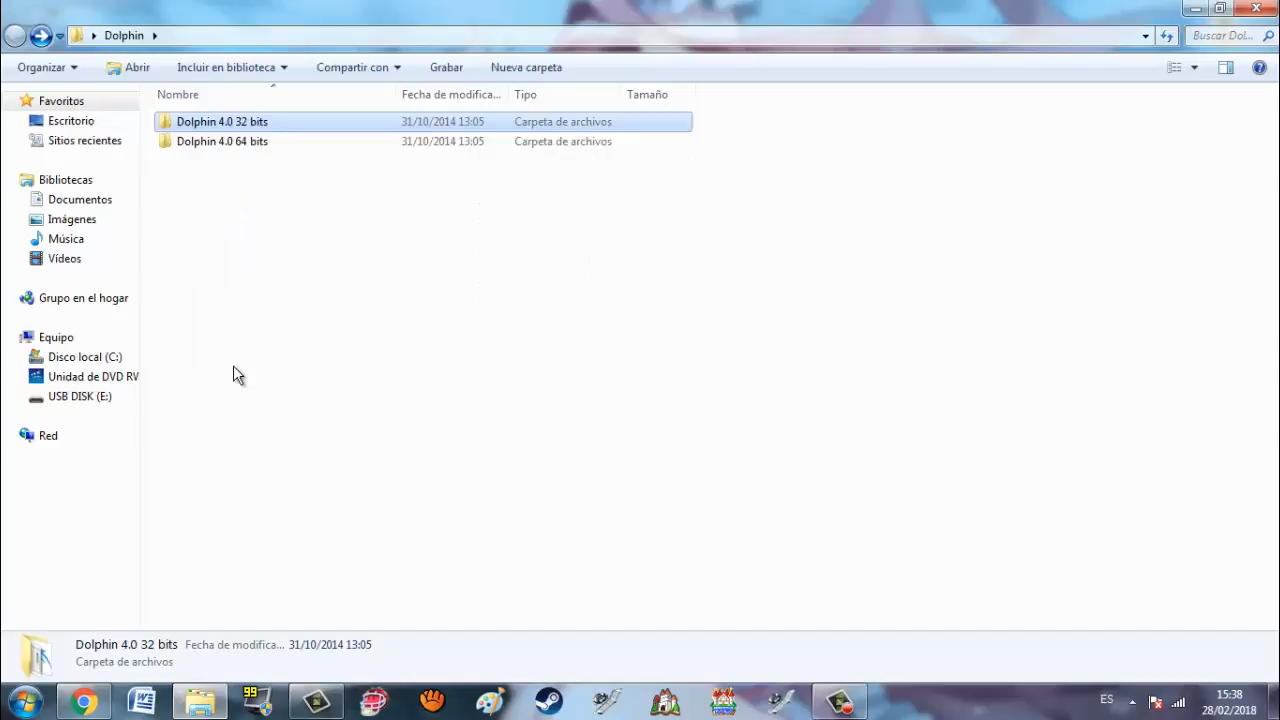 Dolphin
Buscar Dol...
Organizar Abrir Incluir en biblioteca Compartir con Grabar Nueva carpeta
Nombre Fecha de modifica... Tipo Tamaño
Favoritos
Escritorio
Sitios recientes
Bibliotecas
Documentos
Imágenes
Música
Vídeos
Grupo en el hogar
Equipo
Disco local (C:)
Unidad de DVD RV
USB DISK (E:)
Red
Dolphin 4.0 32 bits 31/10/2014 13:05 Carpeta de archivos
Dolphin 4.0 64 bits 31/10/2014 13:05 Carpeta de archivos
Dolphin 4.0 32 bits Fecha de modifica... 31/10/2014 13:05
Carpeta de archivos
99
ES
15:38
28/02/2018